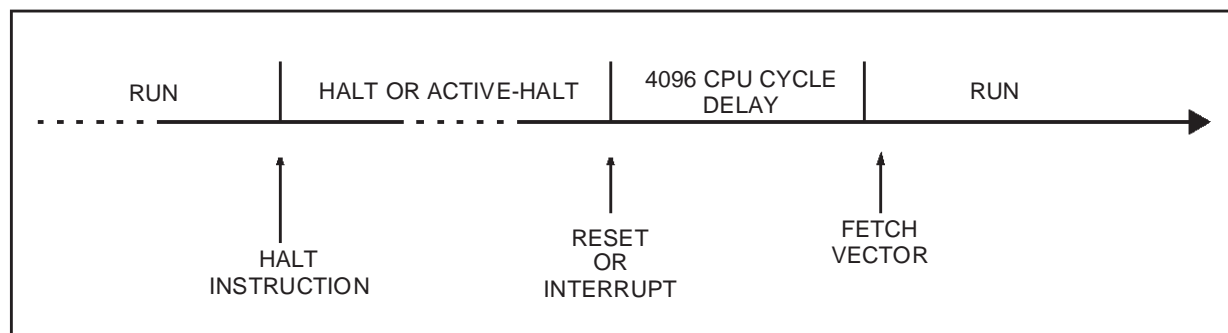 RUN
HALT OR ACTIVE-HALT
4096 CPU CYCLE
DELAY
RUN
HALT
INSTRUCTION
RESET
OR
INTERRUPT
FETCH
VECTOR